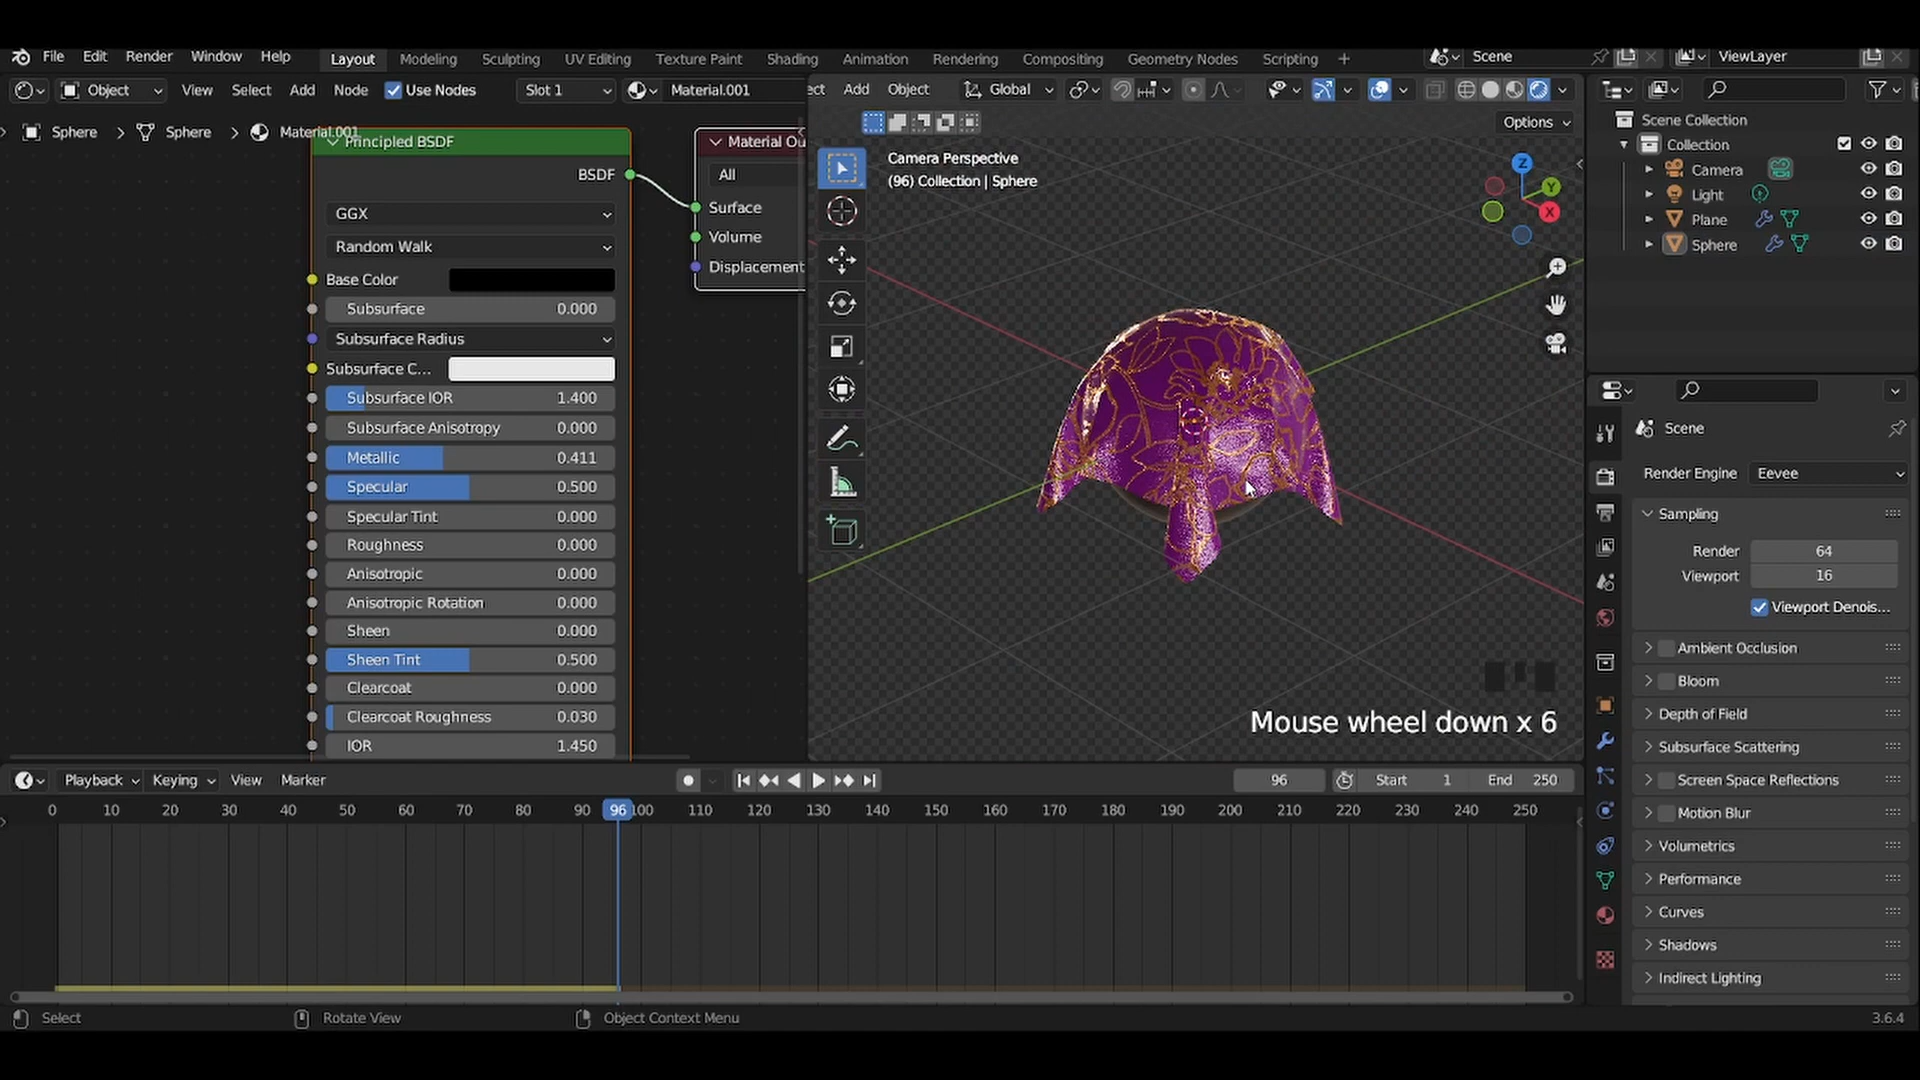 File Edit Render Window Help Layout Modeling Sculpting UV Editing Texture Paint Shading Animation Rendering Compositing Geometry Nodes Scripting + Scene ViewLayer
Object View Select Add Node Use Nodes Slot 1 Material.001
ect Add Object Global
Options
Sphere > Sphere > Material.001
Principled BSDF
BSDF
GGX
Random Walk
Base Color
Subsurface 0.000
Subsurface Radius
Subsurface C...
Subsurface IOR 1.400
Subsurface Anisotropy 0.000
Metallic 0.411
Specular 0.500
Specular Tint 0.000
Roughness 0.000
Anisotropic 0.000
Anisotropic Rotation 0.000
Sheen 0.000
Sheen Tint 0.500
Clearcoat 0.000
Clearcoat Roughness 0.030
IOR 1.450
Material Ou
All
Surface
Volume
Displacement
Camera Perspective
(96) Collection | Sphere
Z
Y
X
Mouse wheel down x 6
Scene Collection
Collection
Camera
Light
Plane
Sphere
Scene
Render Engine Eevee
Sampling
Render 64
Viewport 16
Viewport Denois...
Ambient Occlusion
Bloom
Depth of Field
Subsurface Scattering
Screen Space Reflections
Motion Blur
Volumetrics
Performance
Curves
Shadows
Indirect Lighting
Playback Keying View Marker 96 Start 1 End 250
0 10 20 30 40 50 60 70 80 90 96 100 110 120 130 140 150 160 170 180 190 200 210 220 230 240 250
Select Rotate View Object Context Menu 3.6.4